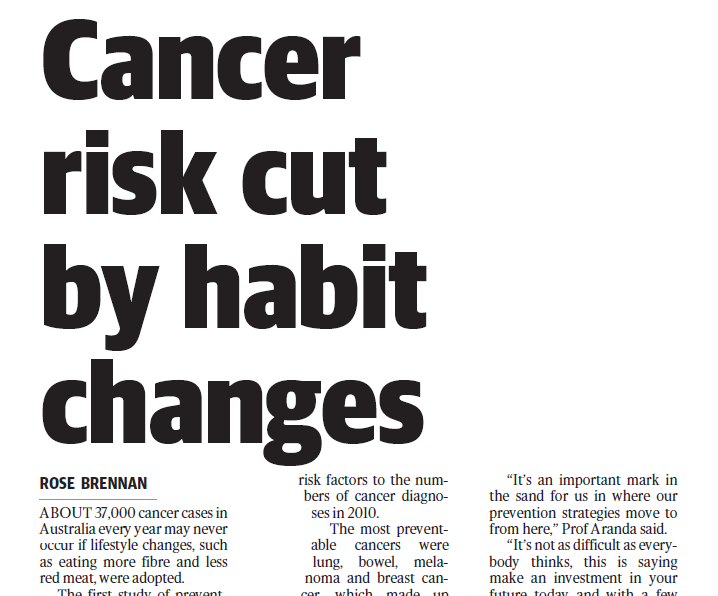 Cancer
risk cut
by habit
changes
ROSE BRENNAN
ABOUT 37,000 cancer cases in
Australia every year may never
occur if lifestyle changes, such
as eating more fibre and less
red meat, were adopted.
The first study of prevent-
risk factors to the num-
bers of cancer diagno-
ses in 2010.
The most prevent-
able cancers were
lung, bowel, mela-
noma and breast can-
cer, which made up
“It’s an important mark in
the sand for us in where our
prevention strategies move to
from here,” Prof Aranda said.
“It’s not as difficult as every-
body thinks, this is saying
make an investment in your
future today and with a few